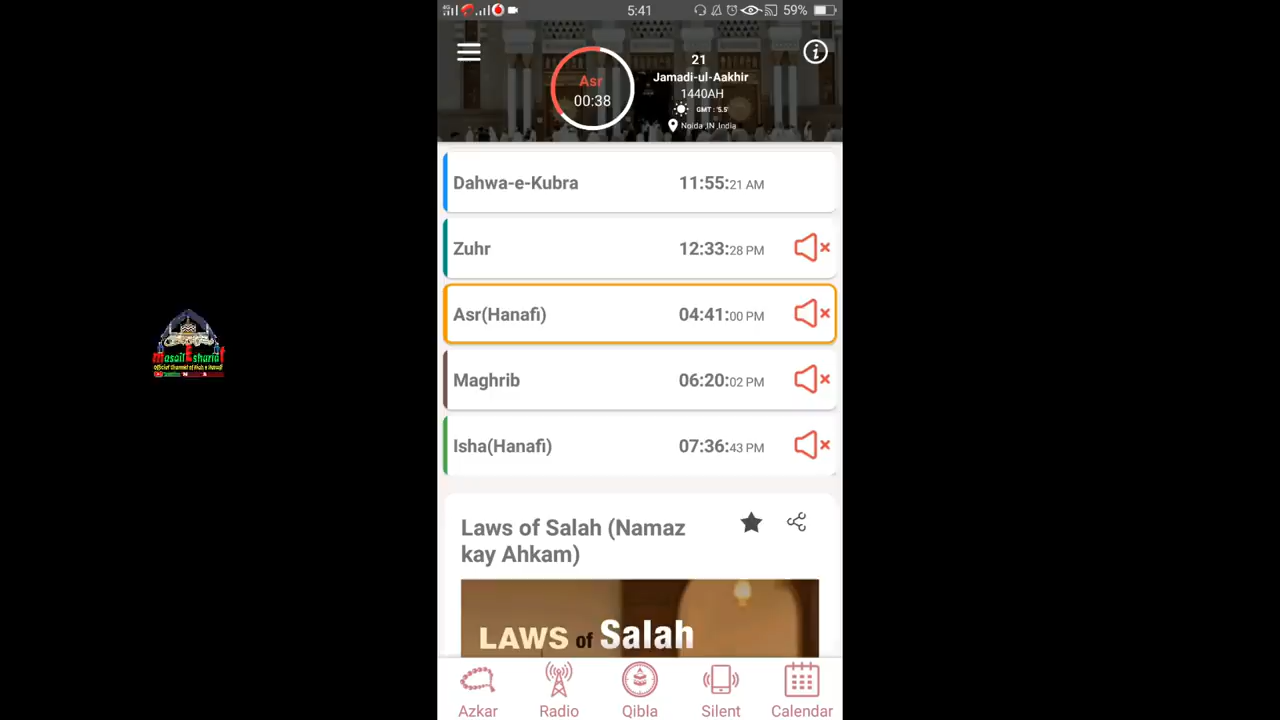 5:41
59%
Asr
00:38
21
Jamadi-ul-Aakhir
1440AH
GMT : '5.5'
Noida ,IN ,India
Dahwa-e-Kubra 11:55:21 AM
Zuhr 12:33:28 PM
Asr(Hanafi) 04:41:00 PM
Maghrib 06:20:02 PM
Isha(Hanafi) 07:36:43 PM
Laws of Salah (Namaz
kay Ahkam)
LAWS of Salah
Azkar Radio Qibla Silent Calendar
masail E shariat